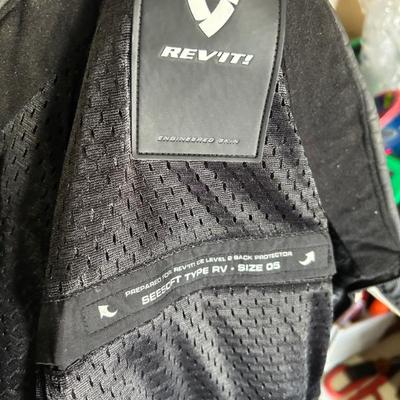 REV'IT!
ENGINEERED SKIN
PREPARED FOR REV'IT! CE LEVEL 2 BACK PROTECTOR
SEESOFT TYPE RV - SIZE 05